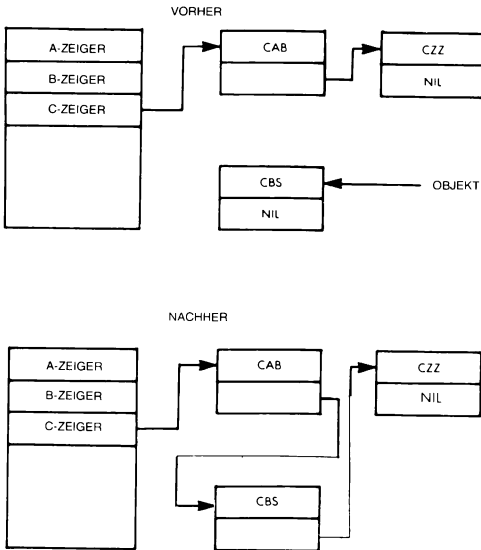 VORHER
A-ZEIGER
B-ZEIGER
C-ZEIGER
CAB
CZZ
NIL
CBS
NIL
OBJEKT
NACHHER
A-ZEIGER
B-ZEIGER
C-ZEIGER
CAB
CZZ
NIL
CBS